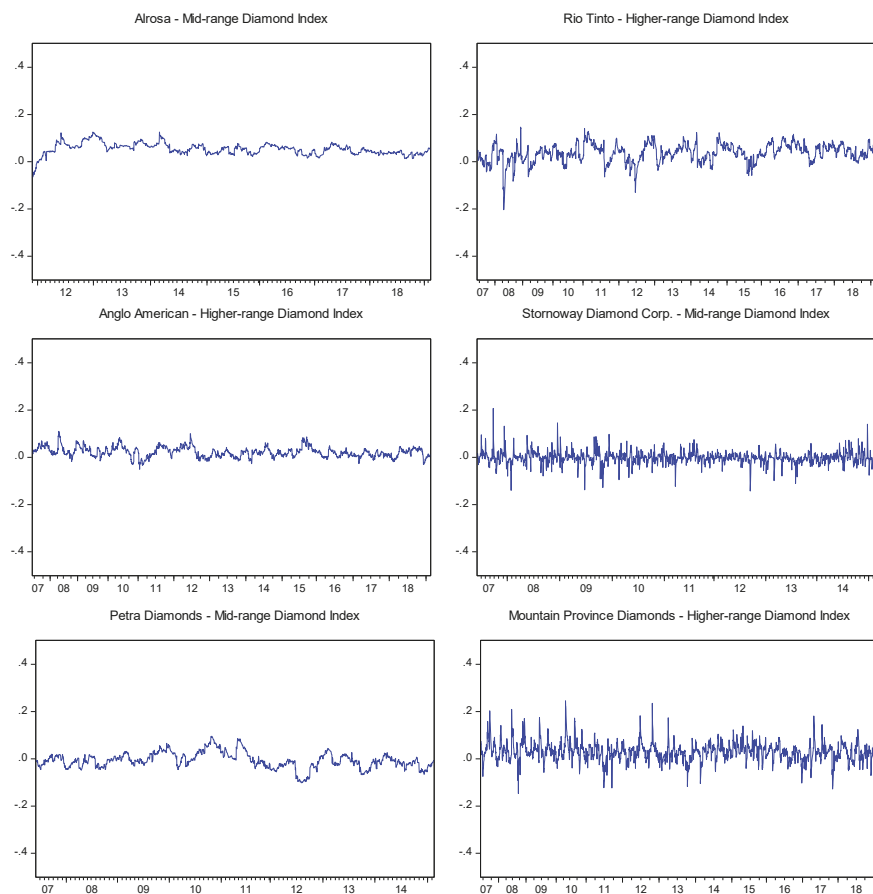 Alrosa - Mid-range Diamond Index
.4
.2
.0
-.2
-.4
12 13 14 15 16 17 18
Rio Tinto - Higher-range Diamond Index
.4
.2
.0
-.2
-.4
07 08 09 10 11 12 13 14 15 16 17 18
Anglo American - Higher-range Diamond Index
.4
.2
.0
-.2
-.4
07 08 09 10 11 12 13 14 15 16 17 18
Stornoway Diamond Corp. - Mid-range Diamond Index
.4
.2
.0
-.2
-.4
07 08 09 10 11 12 13 14
Petra Diamonds - Mid-range Diamond Index
.4
.2
.0
-.2
-.4
07 08 09 10 11 12 13 14
Mountain Province Diamonds - Higher-range Diamond Index
.4
.2
.0
-.2
-.4
07 08 09 10 11 12 13 14 15 16 17 18